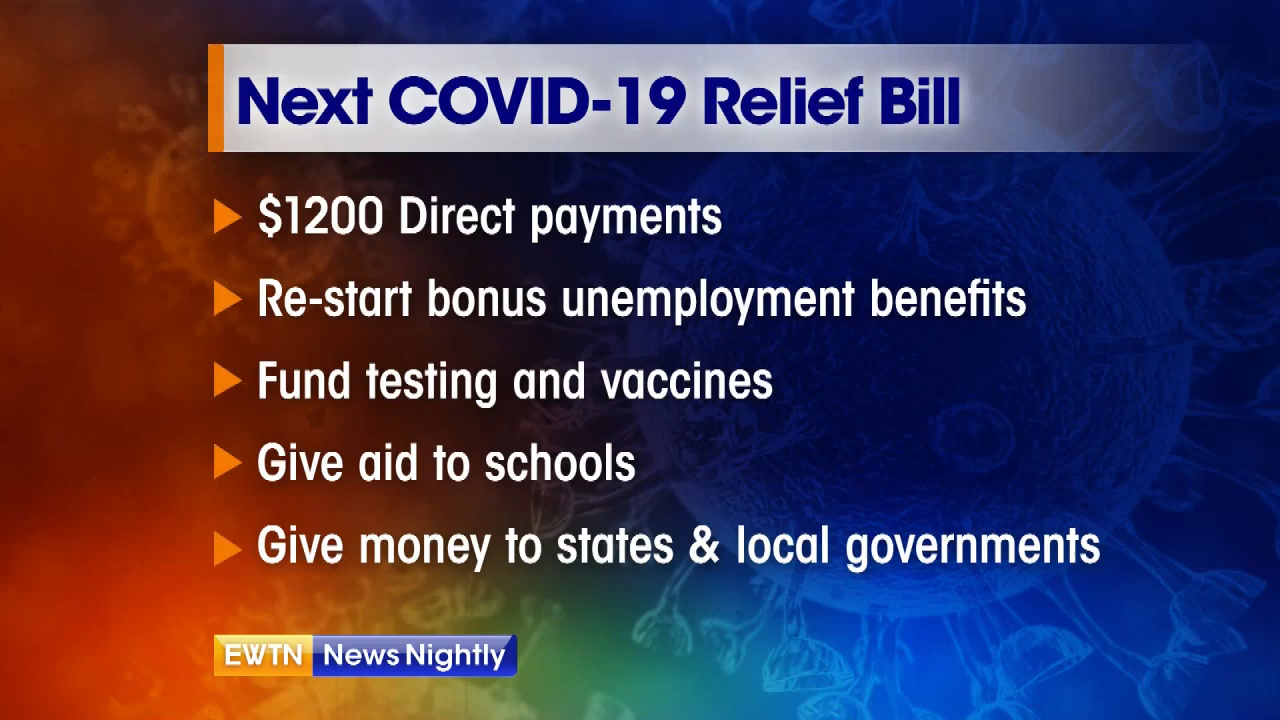 Next COVID-19 Relief Bill
$1200 Direct payments
Re-start bonus unemployment benefits
Fund testing and vaccines
Give aid to schools
Give money to states & local governments
EWTN News Nightly